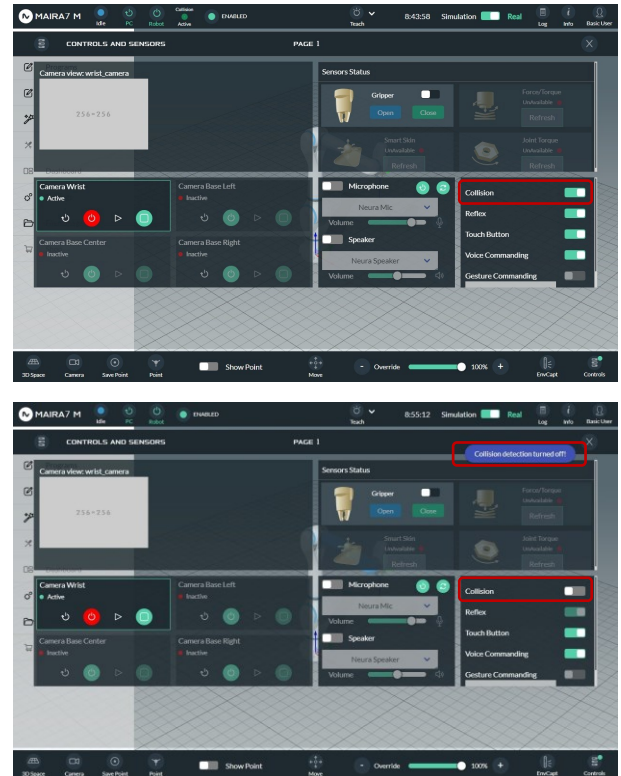 MAIRA7 M
Idle
PC
Robot
Collision
Active
ENABLED
Teach
8:43:58
Simulation
Real
Log
Info
Basic User
CONTROLS AND SENSORS
PAGE 1
Camera view: wrist_camera
256×256
Sensors Status
Gripper
Open
Close
Force/Torque
UnAvailable
Refresh
Smart Skin
UnAvailable
Refresh
Joint Torque
UnAvailable
Refresh
Camera Wrist
Active
Camera Base Left
Inactive
Camera Base Center
Inactive
Camera Base Right
Inactive
Microphone
Neura Mic
Volume
Speaker
Neura Speaker
Volume
Collision
Reflex
Touch Button
Voice Commanding
Gesture Commanding
3D Space
Camera
Save Point
Point
Show Point
Move
- Override 100% +
EnvCapt
Controls
MAIRA7 M
Idle
PC
Robot
ENABLED
Teach
8:55:12
Simulation
Real
Log
Info
Basic User
CONTROLS AND SENSORS
PAGE 1
Collision detection turned off!
Camera view: wrist_camera
256×256
Sensors Status
Gripper
Open
Close
Force/Torque
UnAvailable
Refresh
Smart Skin
UnAvailable
Refresh
Joint Torque
UnAvailable
Refresh
Camera Wrist
Active
Camera Base Left
Inactive
Camera Base Center
Inactive
Camera Base Right
Inactive
Microphone
Neura Mic
Volume
Speaker
Neura Speaker
Volume
Collision
Reflex
Touch Button
Voice Commanding
Gesture Commanding
3D Space
Camera
Save Point
Point
Show Point
Move
- Override 100% +
EnvCapt
Controls